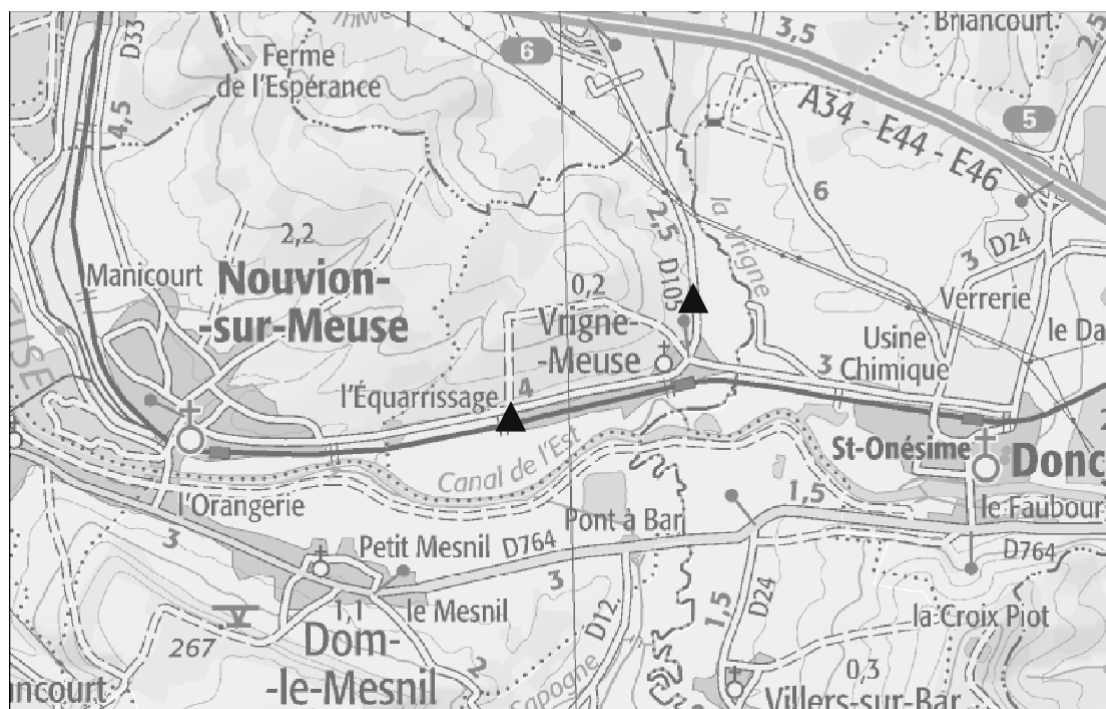 D33
4,5
Ferme
de l'Espérance
6
3,5
Briancourt
2,5
A34 - E44 - E46
5
6
la Vrigne
2,5
D105
3
D24
2,2
Manicourt
Nouvion-
-sur-Meuse
0,2
Vrigne-
-Meuse
Verrerie
Usine
Chimique
le Da
3
4
l'Équarrissage
Canal de l'Est
St-Onésime
Donc
l'Orangerie
1,5
le Faubour
Pont à Bar
3
Petit Mesnil
D764
3
D764
le Mesnil
1,1
D12
D24
1,5
la Croix Piot
267
Dom-
-le-Mesnil
2
0,3
Villers-sur-Bar
ncourt